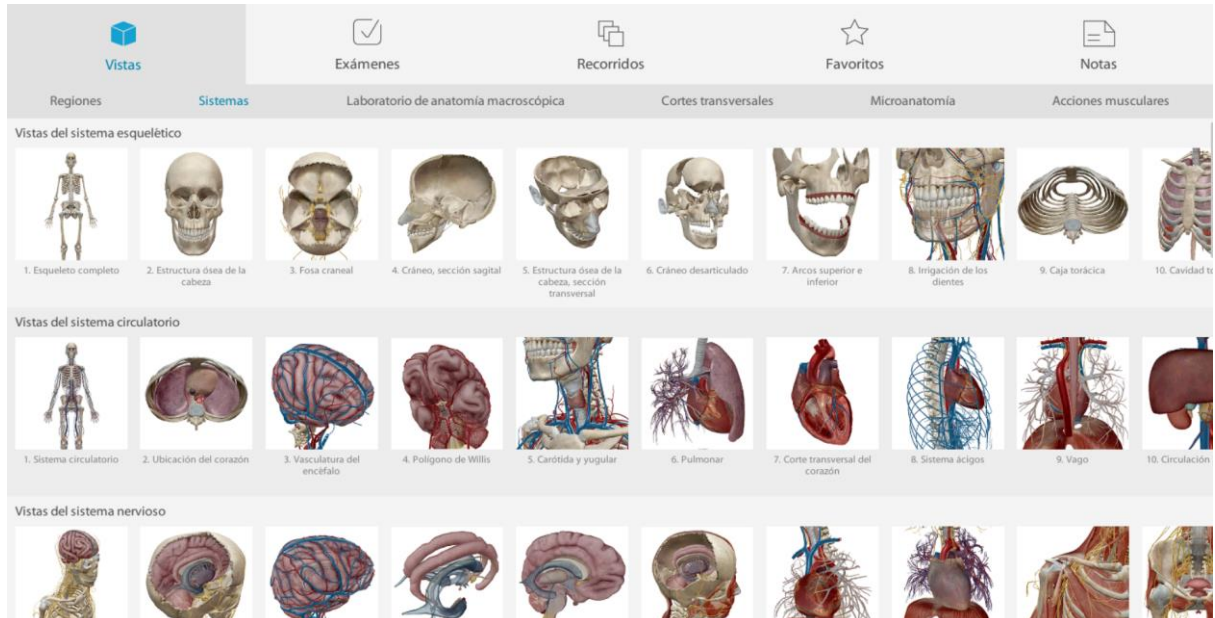 Vistas
Exámenes
Recorridos
Favoritos
Notas
Regiones
Sistemas
Laboratorio de anatomía macroscópica
Cortes transversales
Microanatomía
Acciones musculares
Vistas del sistema esquelético
1. Esqueleto completo
2. Estructura ósea de la
cabeza
3. Fosa craneal
4. Cráneo, sección sagital
5. Estructura ósea de la
cabeza, sección
transversal
6. Cráneo desarticulado
7. Arcos superior e
inferior
8. Irrigación de los
dientes
9. Caja torácica
10. Cavidad
Vistas del sistema circulatorio
1. Sistema circulatorio
2. Ubicación del corazón
3. Vasculatura del
encéfalo
4. Polígono de Willis
5. Carótida y yugular
6. Pulmonar
7. Corte transversal del
corazón
8. Sistema ácigos
9. Vago
10. Circulación
Vistas del sistema nervioso